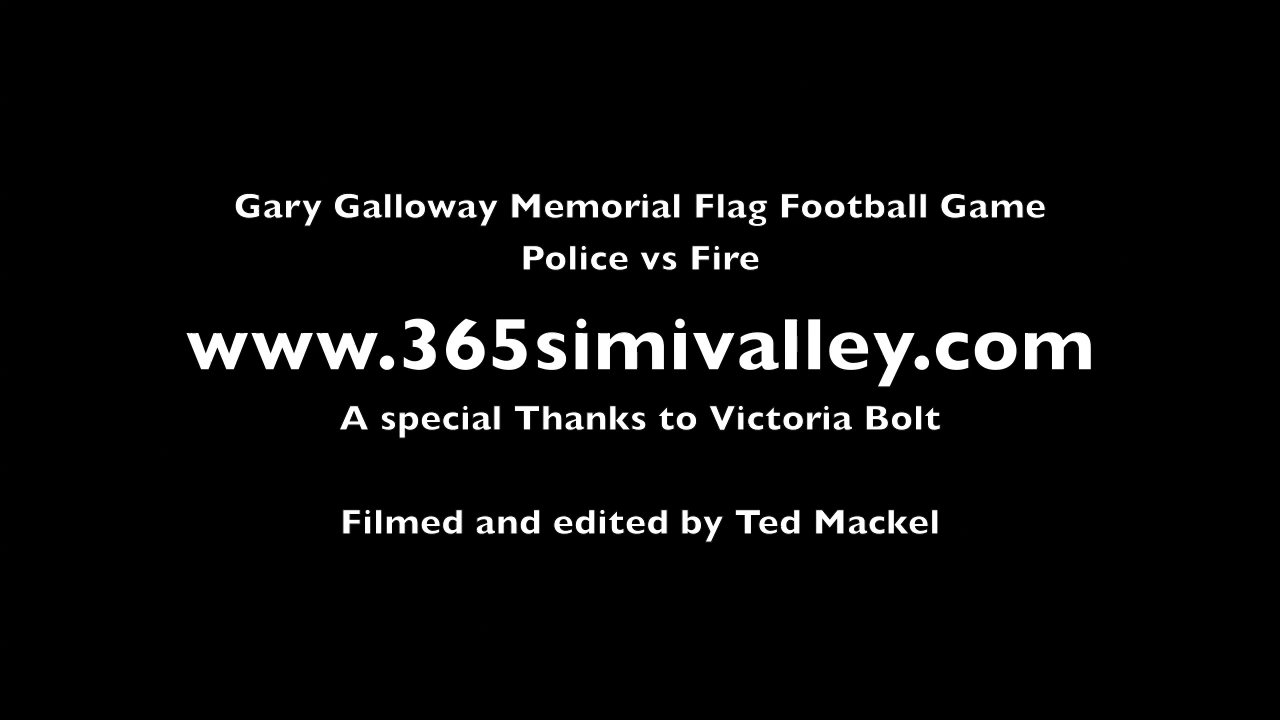 Gary Galloway Memorial Flag Football Game
Police vs Fire
www.365simivalley.com
A special Thanks to Victoria Bolt
Filmed and edited by Ted Mackel